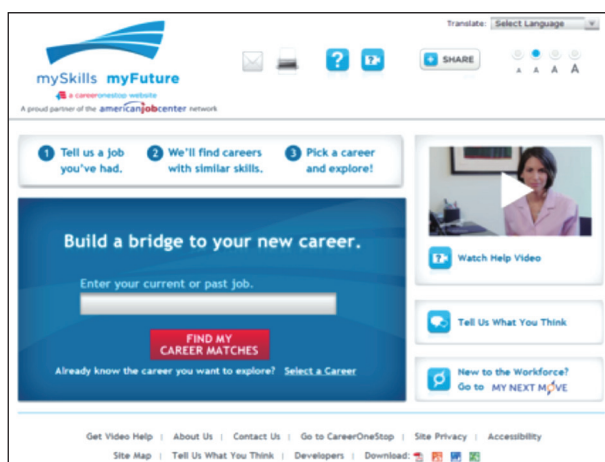 Translate: Select Language
mySkills myFuture
a careeronestop website
A proud partner of the americanjobcenter network
SHARE
A A A A
1 Tell us a job
you've had.
2 We'll find careers
with similar skills.
3 Pick a career
and explore!
Build a bridge to your new career.
Enter your current or past job.
FIND MY
CAREER MATCHES
Already know the career you want to explore? Select a Career
Watch Help Video
Tell Us What You Think
New to the Workforce?
Go to MY NEXT MOVE
Get Video Help | About Us | Contact Us | Go to CareerOneStop | Site Privacy | Accessibility
Site Map | Tell Us What You Think | Developers | Download: